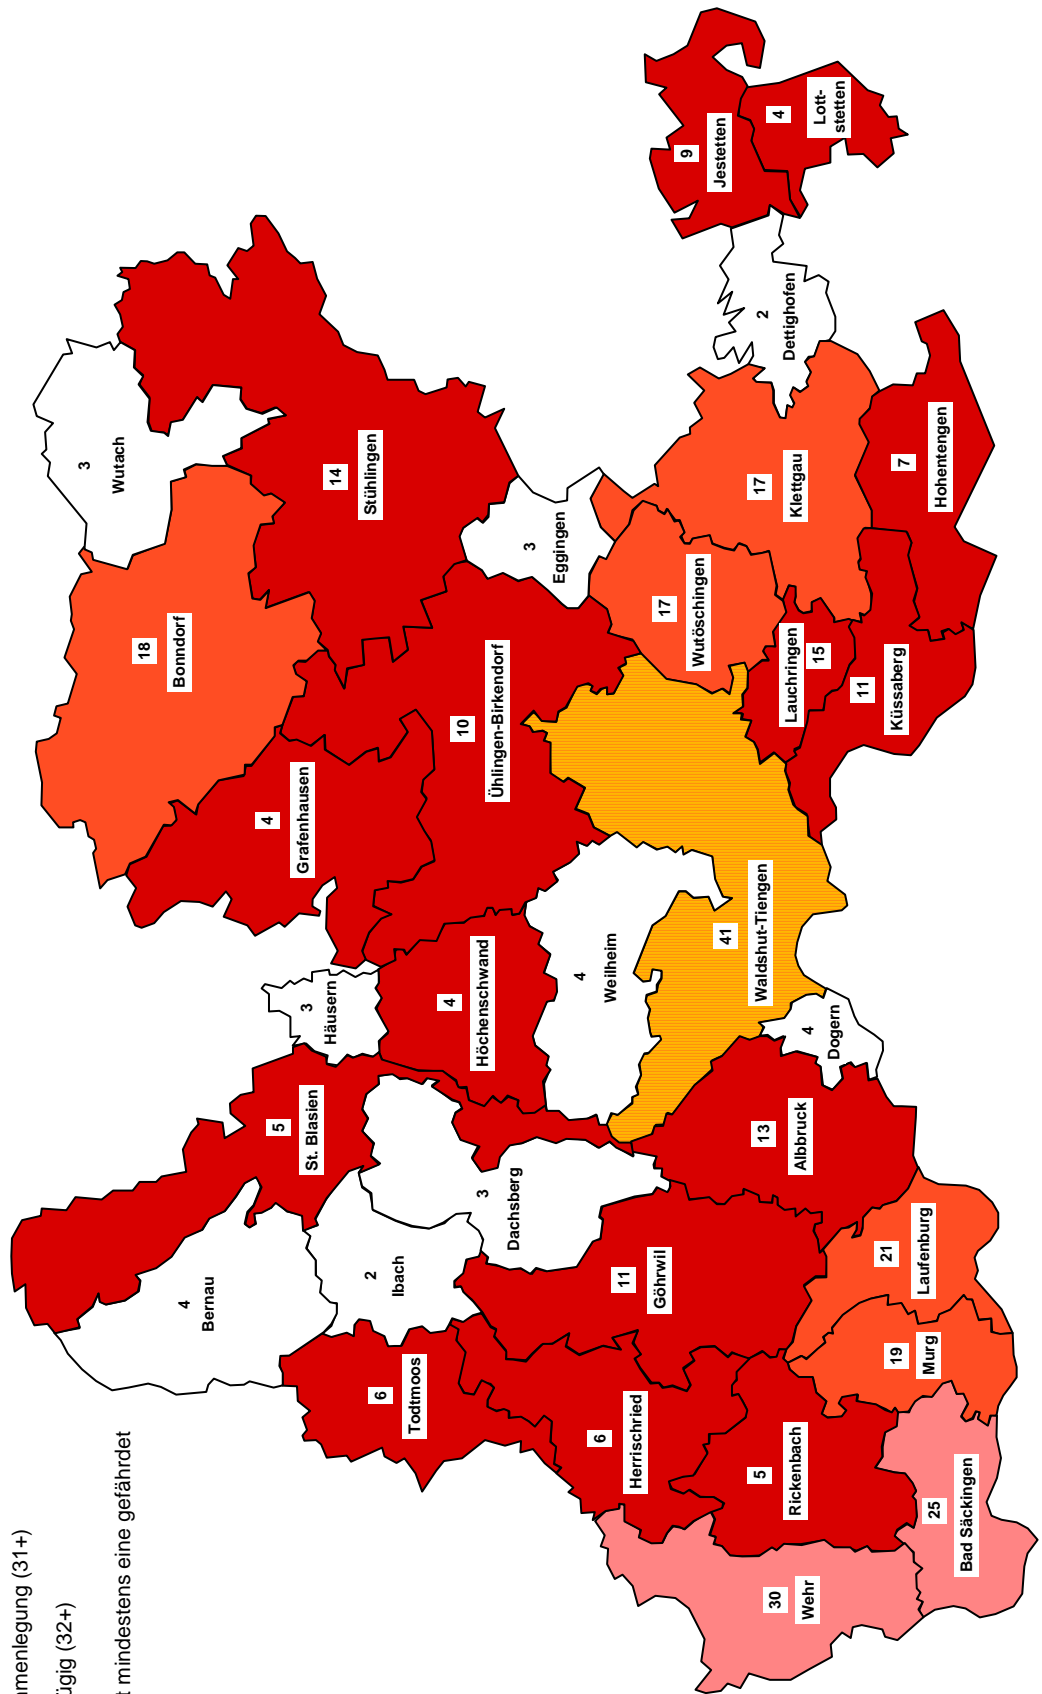 menlegung (31+)
ügig (32+)
t mindestens eine gefährdet
4
Bernau
5
St. Blasien
3
Häusern
4
Grafenhausen
18
Bonndorf
3
Wutach
14
Stühlingen
6
Todtmoos
2
Ibach
3
Dachsberg
4
Höchenschwand
10
Ühlingen-Birkendorf
3
Eggingen
6
Herrischried
11
Göhrwil
4
Weilheim
17
Wutöschingen
30
Wehr
5
Rickenbach
13
Albbruck
4
Dogern
41
Waldshut-Tiengen
Lauchringen
15
17
Klettgau
2
Dettighofen
9
Jestetten
4
Lott-
stetten
25
Bad Säckingen
19
Murg
21
Laufenburg
11
Küssaberg
7
Hohentengen